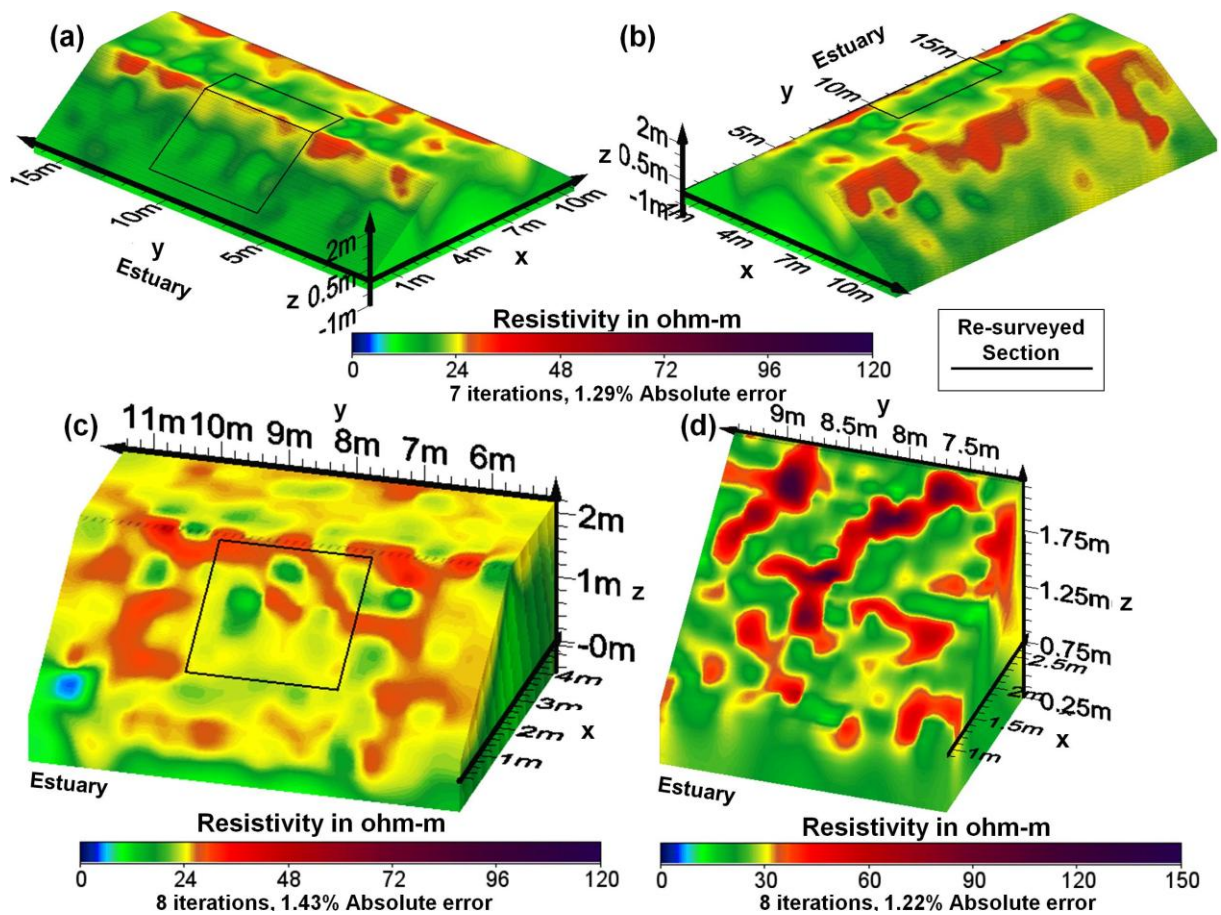 (a)
15m
10m
y
Estuary
5m
2m
z 0.5m
-1m
1m
4m
7m
10m
x
(b)
Estuary
15m
10m
y
5m
2m
z 0.5m
-1m
4m
7m
10m
x
Resistivity in ohm-m
0 24 48 72 96 120
7 iterations, 1.29% Absolute error
Re-surveyed
Section
(c)
y
11m 10m 9m 8m 7m 6m
2m
1m z
-0m
4m
3m
2m
1m
x
Estuary
Resistivity in ohm-m
0 24 48 72 96 120
8 iterations, 1.43% Absolute error
(d)
y
9m 8.5m 8m 7.5m
1.75m
1.25m z
0.75m
0.25m
2.5m
2m
1.5m
1m
x
Estuary
Resistivity in ohm-m
0 30 60 90 120 150
8 iterations, 1.22% Absolute error